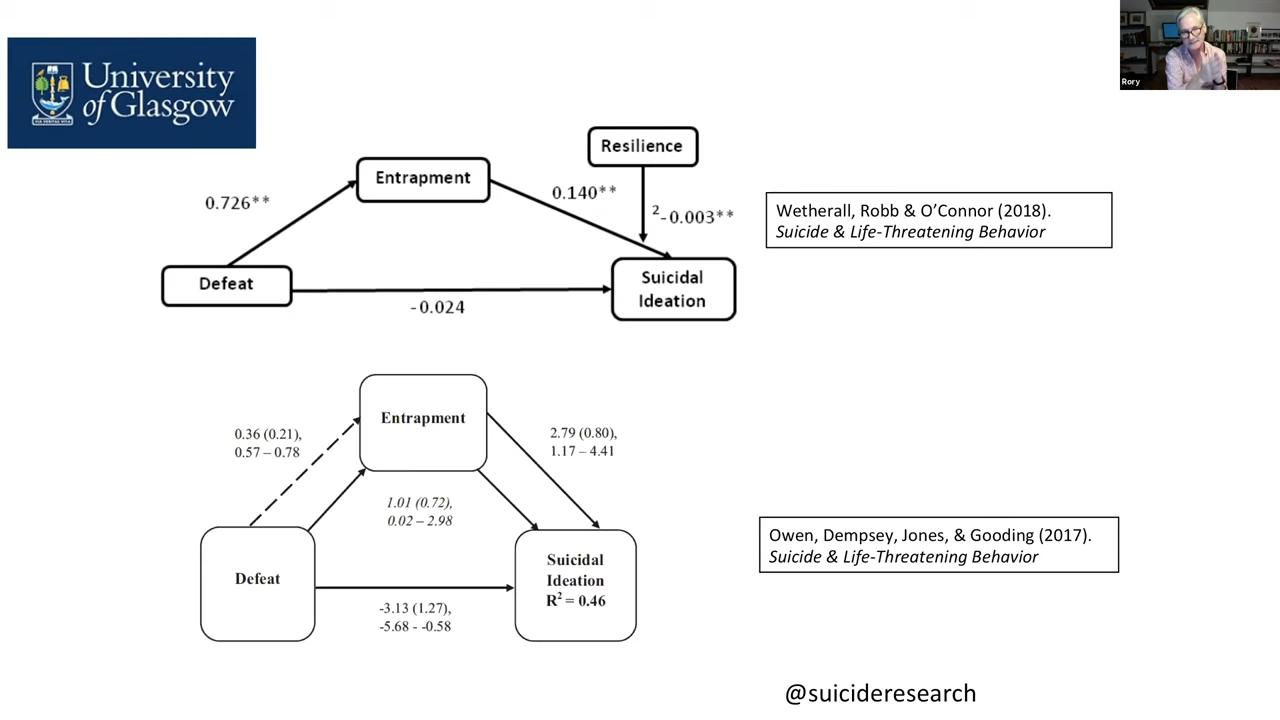 University
of Glasgow
Rory
Resilience
Entrapment
0.726**
0.140**
2-0.003**
Defeat
Suicidal
Ideation
-0.024
Wetherall, Robb & O’Connor (2018).
Suicide & Life-Threatening Behavior
Entrapment
0.36 (0.21),
0.57 – 0.78
2.79 (0.80),
1.17 – 4.41
1.01 (0.72),
0.02 – 2.98
Defeat
Suicidal
Ideation
R² = 0.46
-3.13 (1.27),
-5.68 - -0.58
Owen, Dempsey, Jones, & Gooding (2017).
Suicide & Life-Threatening Behavior
@suicideresearch